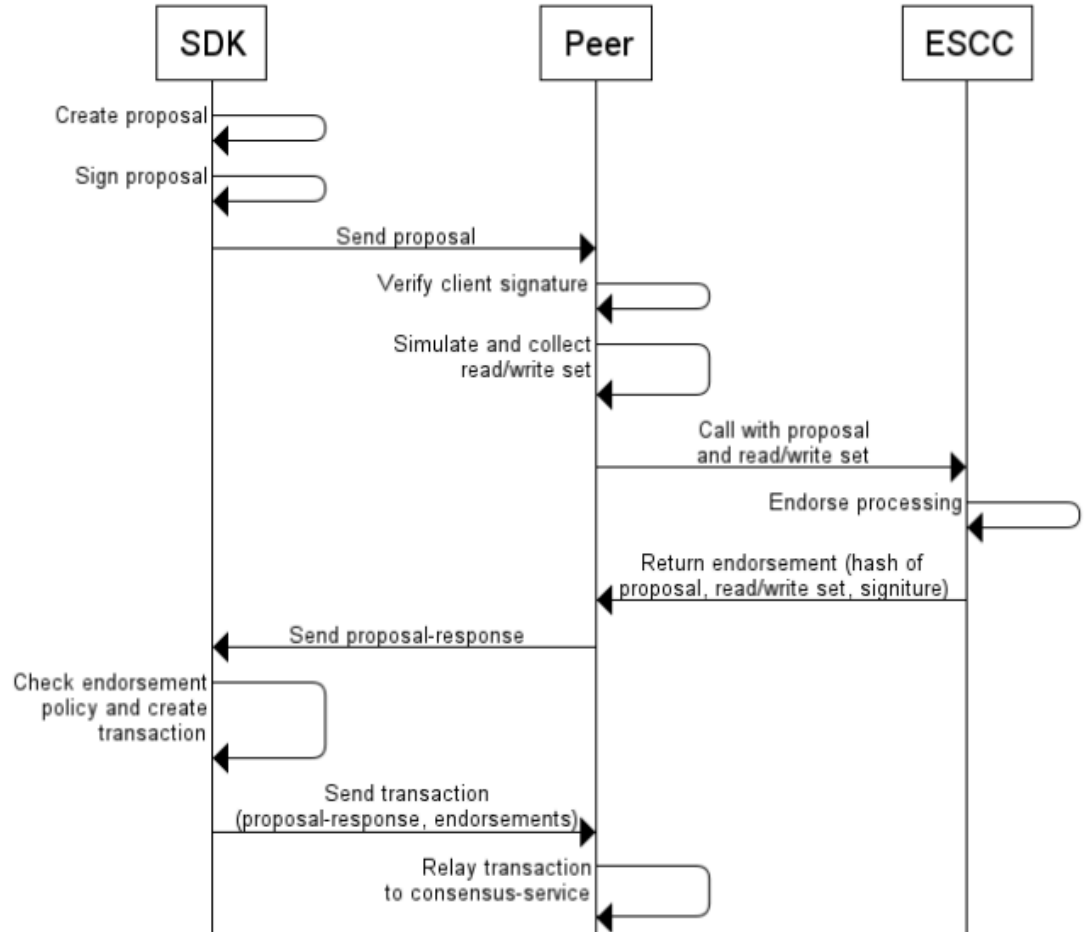 SDK
Peer
ESCC
Create proposal
Sign proposal
Send proposal
Verify client signature
Simulate and collect
read/write set
Call with proposal
and read/write set
Endorse processing
Return endorsement (hash of
proposal, read/write set, signiture)
Send proposal-response
Check endorsement
policy and create
transaction
Send transaction
(proposal-response, endorsements)
Relay transaction
to consensus-service